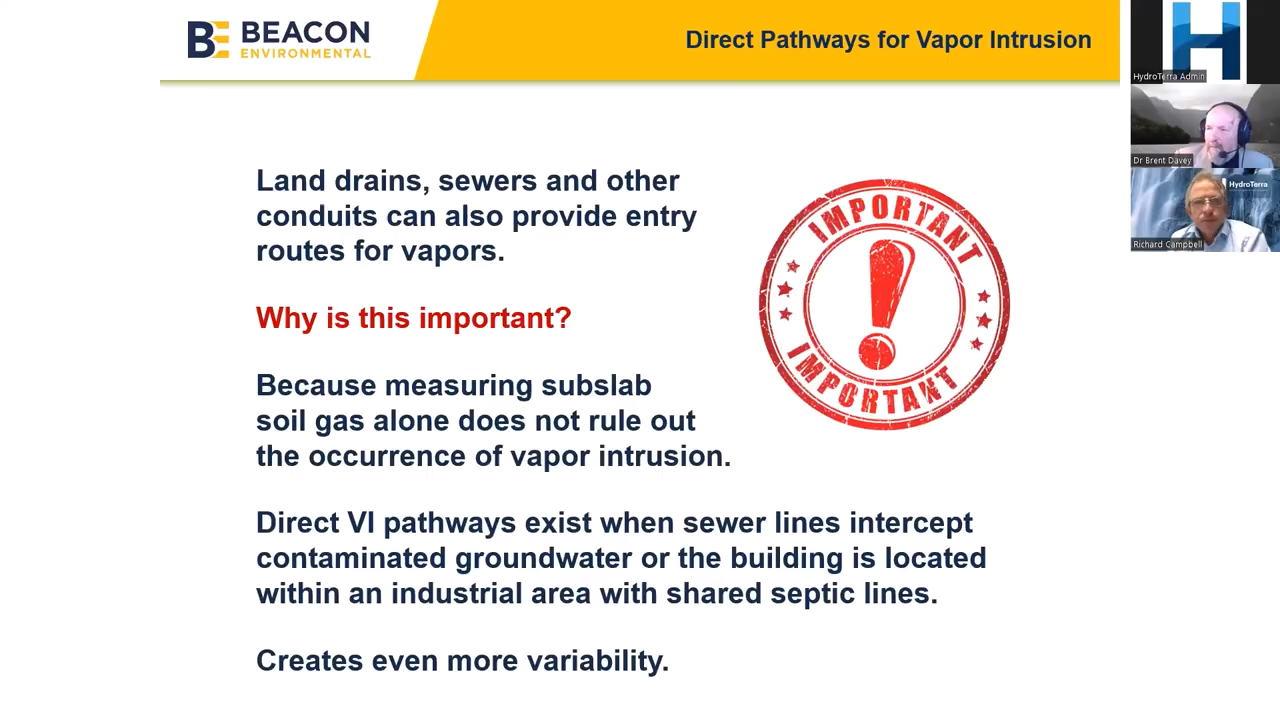 BE BEACON
ENVIRONMENTAL
Direct Pathways for Vapor Intrusion
Land drains, sewers and other
conduits can also provide entry
routes for vapors.
Why is this important?
Because measuring subslab
soil gas alone does not rule out
the occurrence of vapor intrusion.
Direct VI pathways exist when sewer lines intercept
contaminated groundwater or the building is located
within an industrial area with shared septic lines.
Creates even more variability.
IMPORTANT
IMPORTANT
HydroTerra Admin
Dr Brent Davey
HydroTerra
Richard Campbell